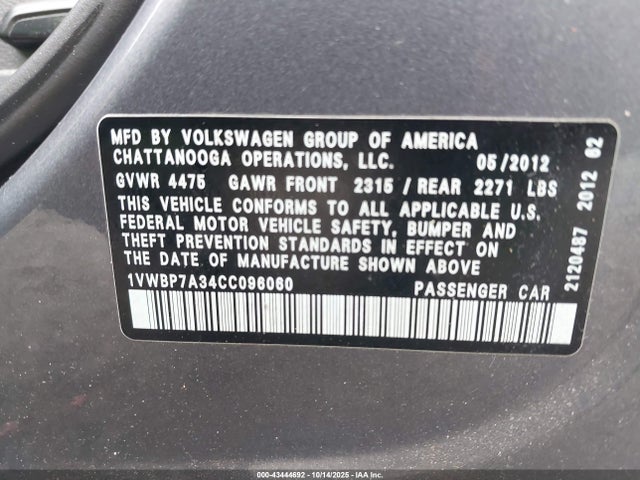 MFD BY VOLKSWAGEN GROUP OF AMERICA
CHATTANOOGA OPERATIONS, LLC. 05/2012
GVWR 4475 GAWR FRONT 2315/REAR 2271 LBS
THIS VEHICLE CONFORMS TO ALL APPLICABLE U.S.
FEDERAL MOTOR VEHICLE SAFETY, BUMPER AND
THEFT PREVENTION STANDARDS IN EFFECT ON
THE DATE OF MANUFACTURE SHOWN ABOVE
1VWBP7A34CC096060 PASSENGER CAR
2120487 2012 02
000-43444692 - 10/14/2025 - IAA Inc.